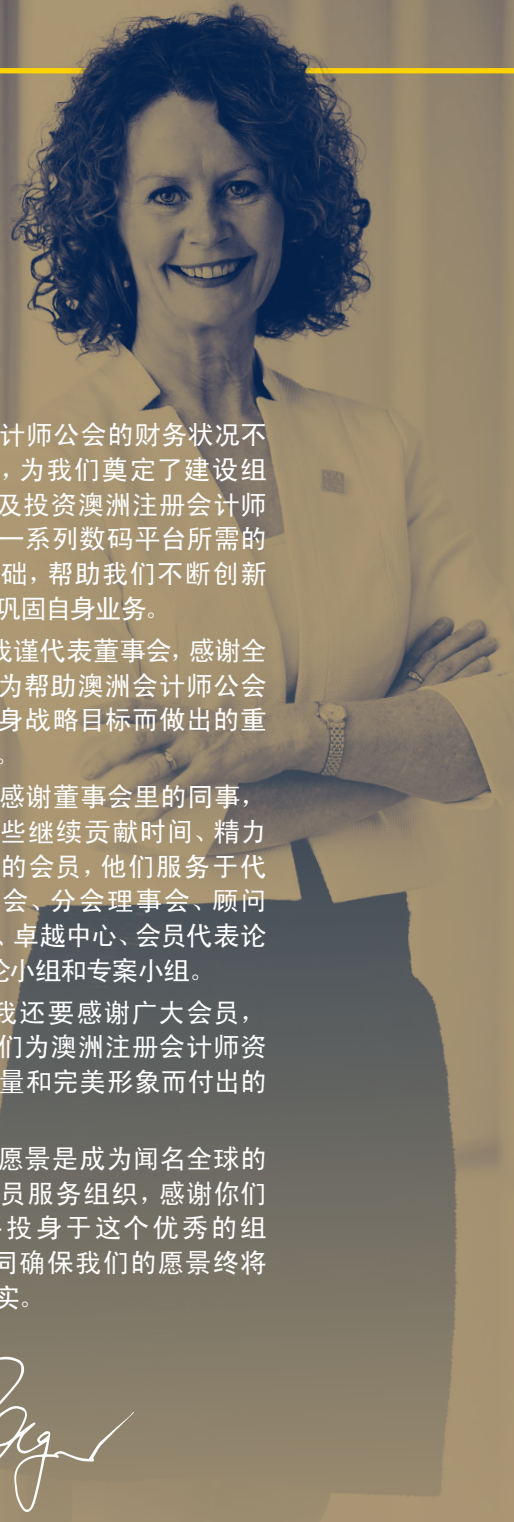 计师公会的财务状况不
，为我们奠定了建设组
及投资澳洲注册会计师
一系列数码平台所需的
础，帮助我们不断创新
巩固自身业务。
我谨代表董事会，感谢全
为帮助澳洲会计师公会
身战略目标而做出的重
。
感谢董事会里的同事，
些继续贡献时间、精力
的会员，他们服务于代
会、分会理事会、顾问
、卓越中心、会员代表论
论小组和专案小组。
我还要感谢广大会员，
们为澳洲注册会计师资
量和完美形象而付出的
愿景是成为闻名全球的
员服务组织，感谢你们
投身于这个优秀的组
同确保我们的愿景终将
实。